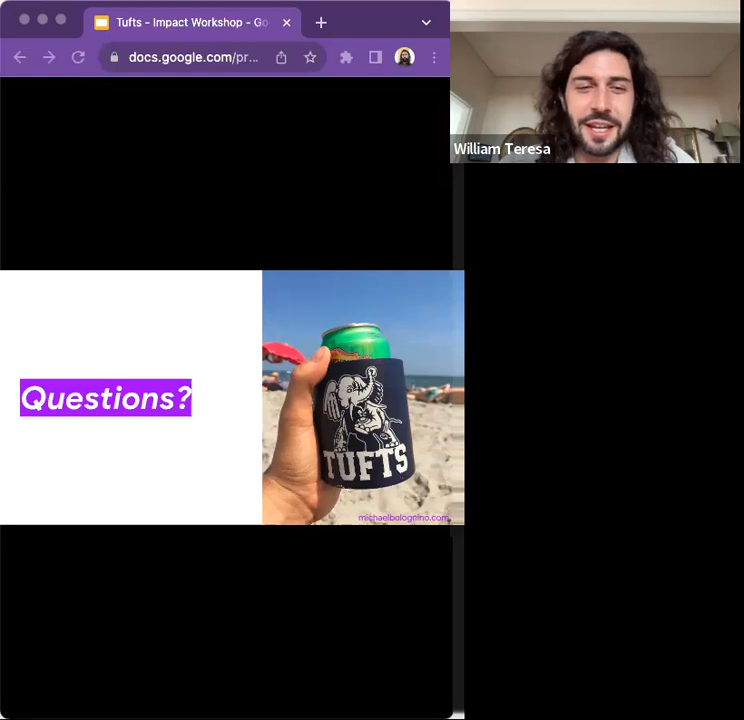 Tufts - Impact Workshop - Go
docs.google.com/pr...
William Teresa
Questions?
TUFTS
michaelbolognino.com